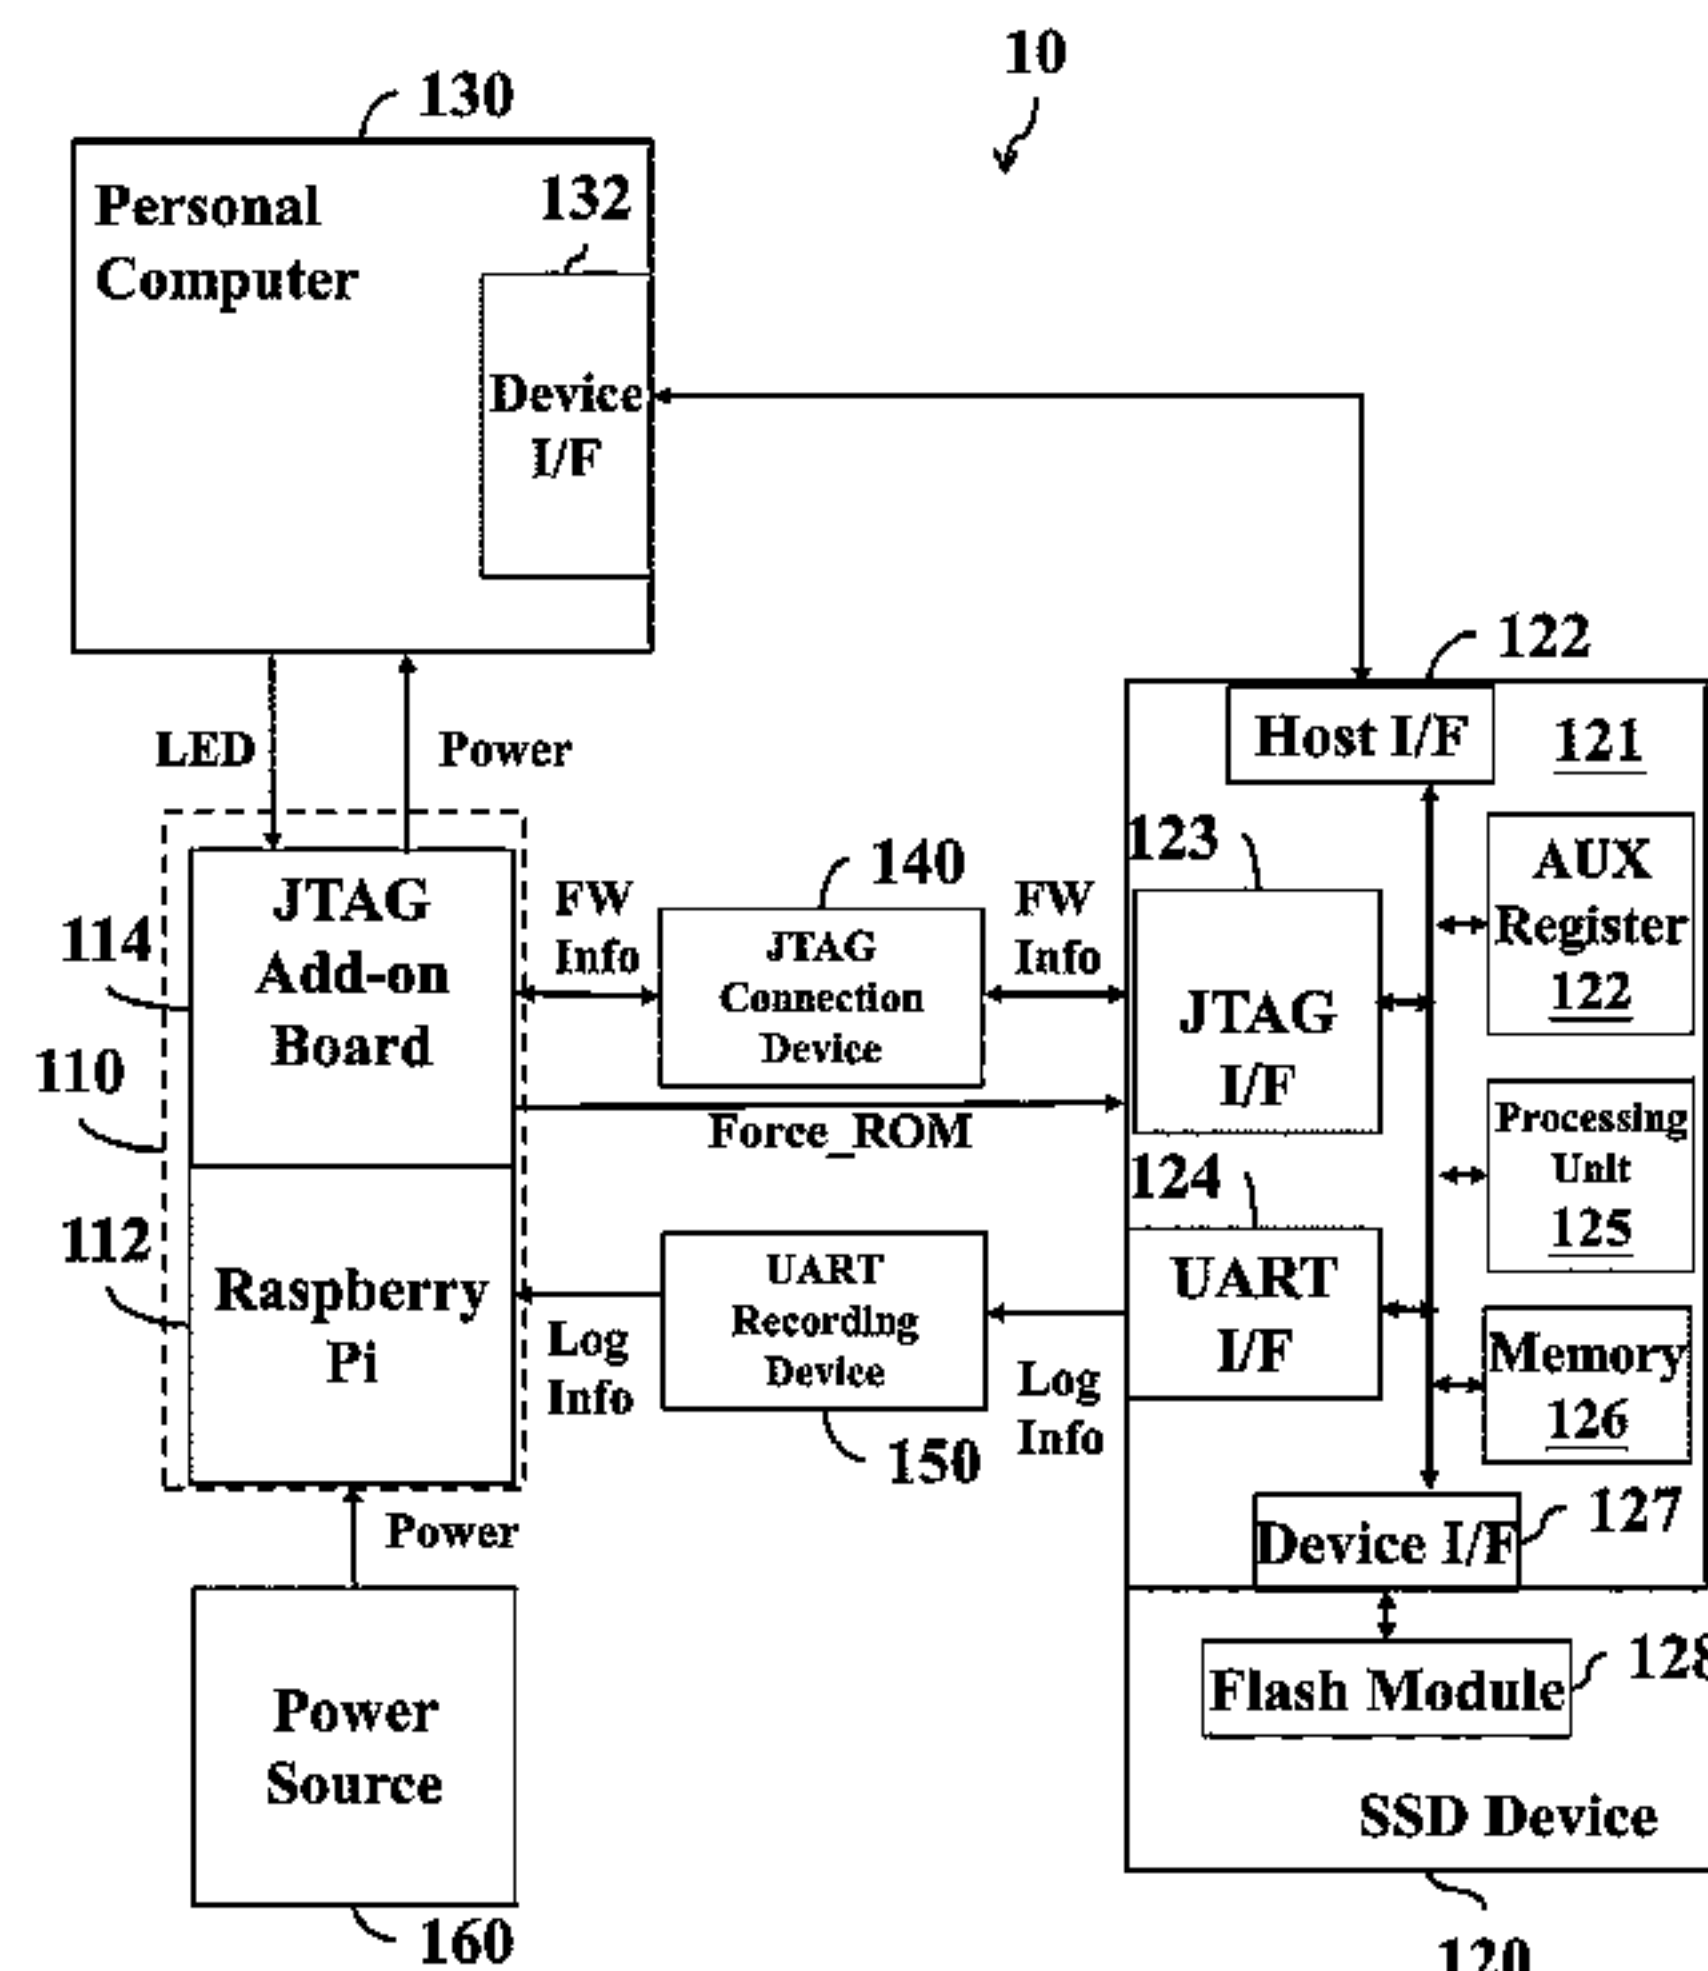 10
130
Personal
Computer
132
Device
I/F
LED
Power
122
Host I/F
121
123
AUX
Register
122
JTAG
I/F
114
110
JTAG
Add-on
Board
FW
Info
140
JTAG
Connection
Device
FW
Info
Force_ROM
Processing
Unit
125
124
UART
I/F
112
Raspberry
Pi
UART
Recording
Device
150
Log
Info
Log
Info
Memory
126
Device I/F
127
Power
Flash Module
128
Power
Source
SSD Device
160
120